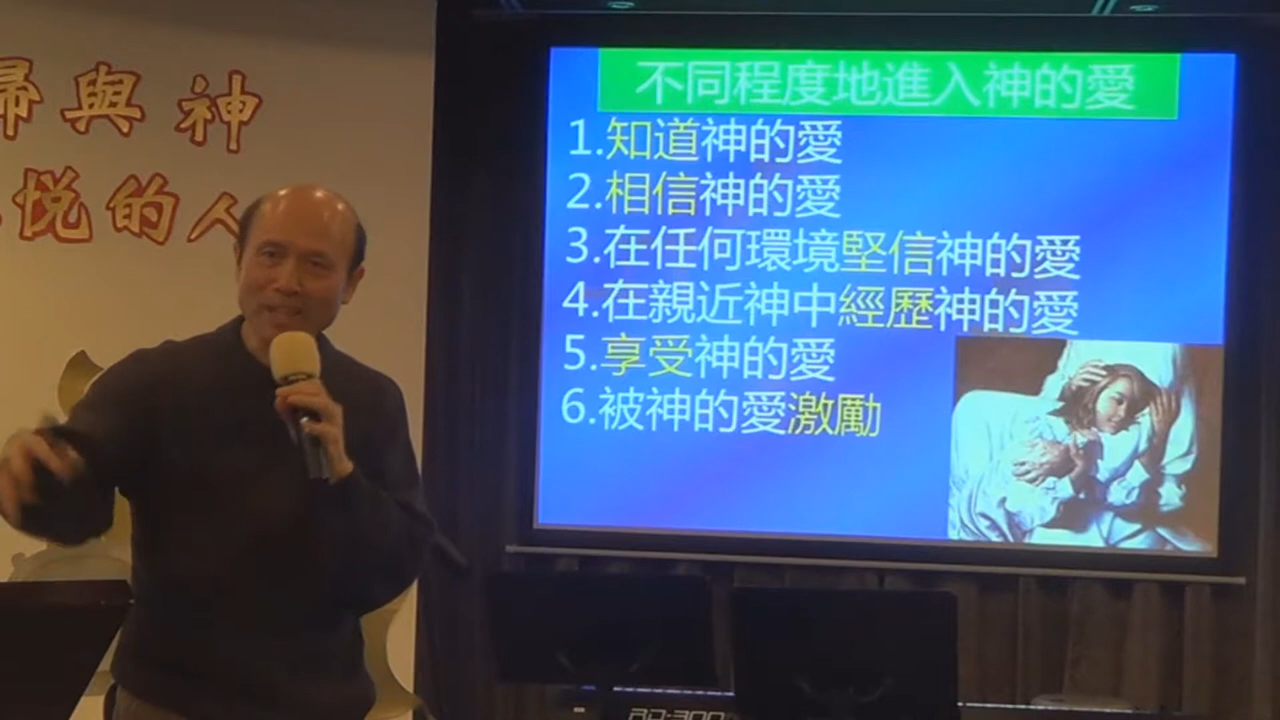 歸與神
悅的人
不同程度地進入神的愛
1.知道神的愛
2.相信神的愛
3.在任何環境堅信神的愛
4.在親近神中經歷神的愛
5.享受神的愛
6.被神的愛激勵